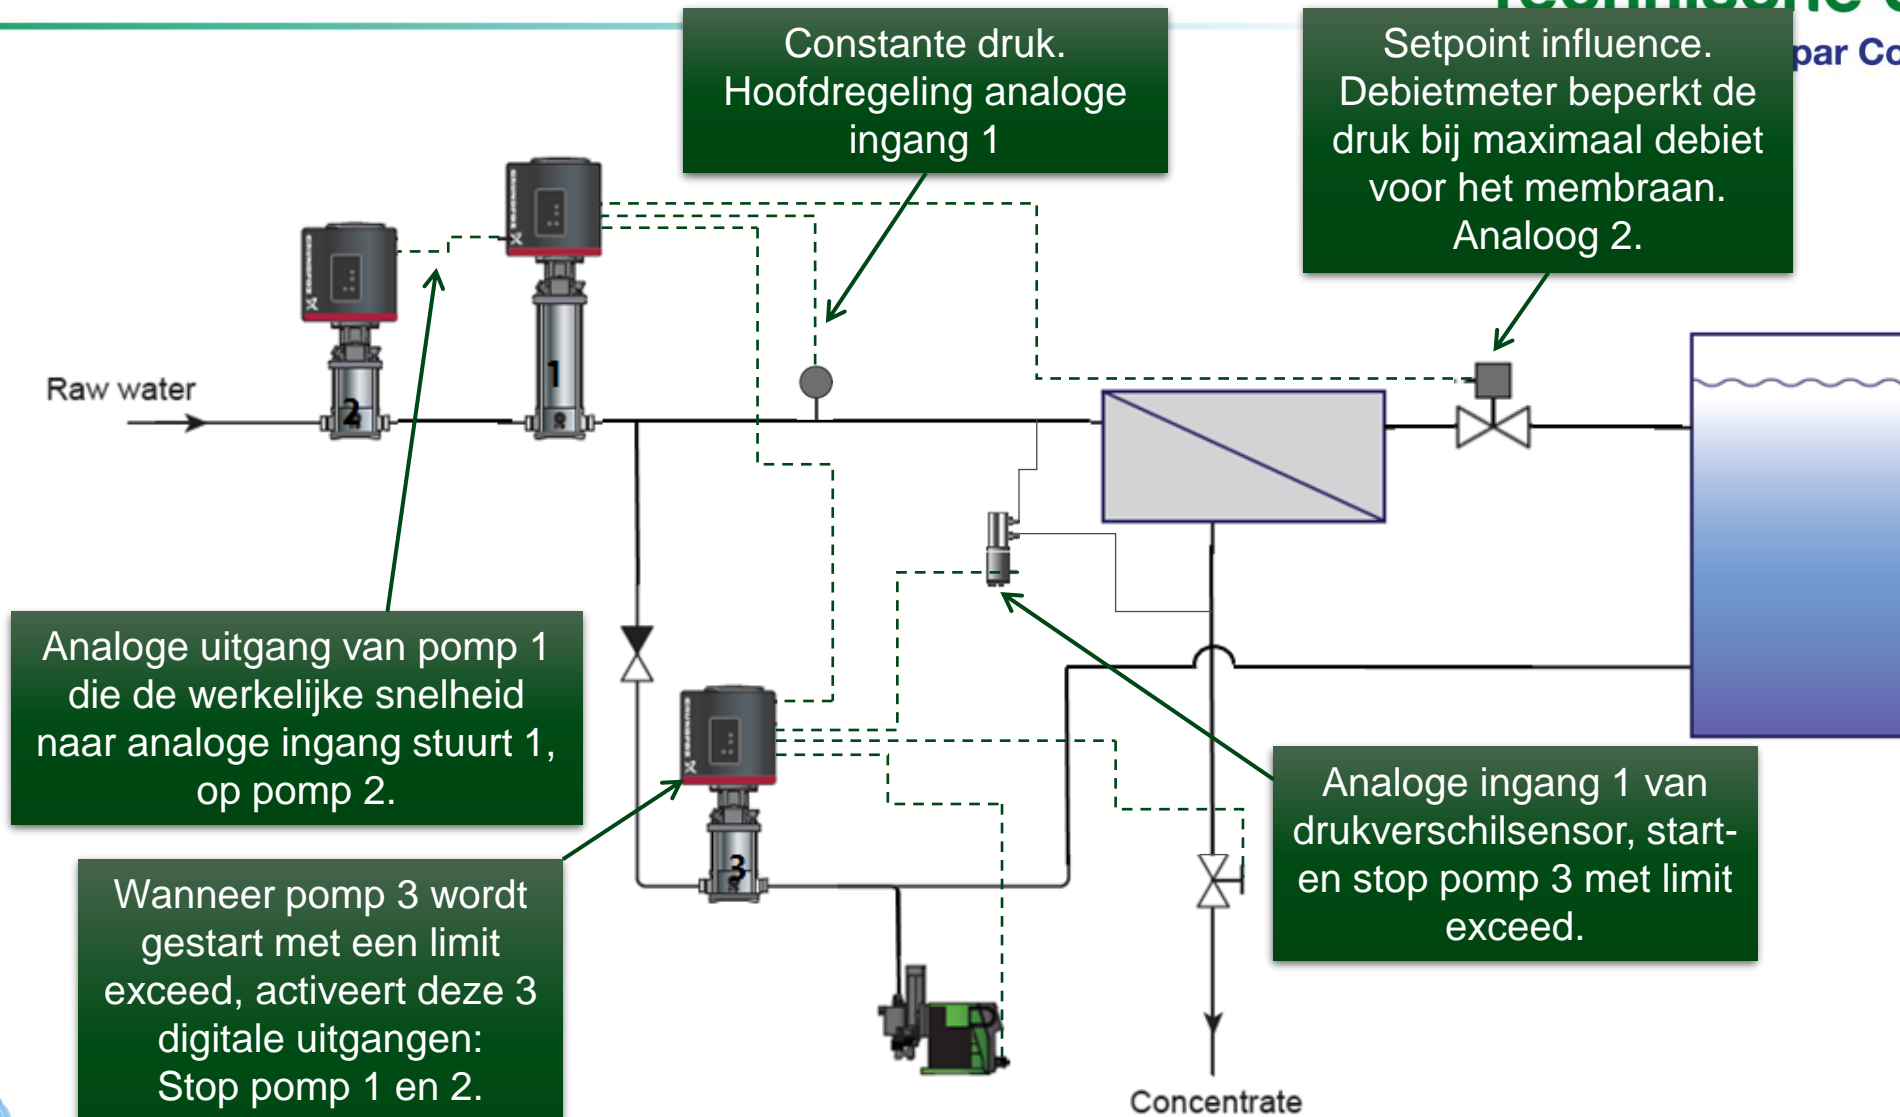 par Co
Constante druk.
Hoofdregeling analoge
ingang 1
Setpoint influence.
Debietmeter beperkt de
druk bij maximaal debiet
voor het membraan.
Analoog 2.
GRUNDFOS
GRUNDFOS
Raw water
1
2
Analoge uitgang van pomp 1
die de werkelijke snelheid
naar analoge ingang stuurt 1,
op pomp 2.
GRUNDFOS
3
Analoge ingang 1 van
drukverschilsensor, start-
en stop pomp 3 met limit
exceed.
Wanneer pomp 3 wordt
gestart met een limit
exceed, activeert deze 3
digitale uitgangen:
Stop pomp 1 en 2.
Concentrate